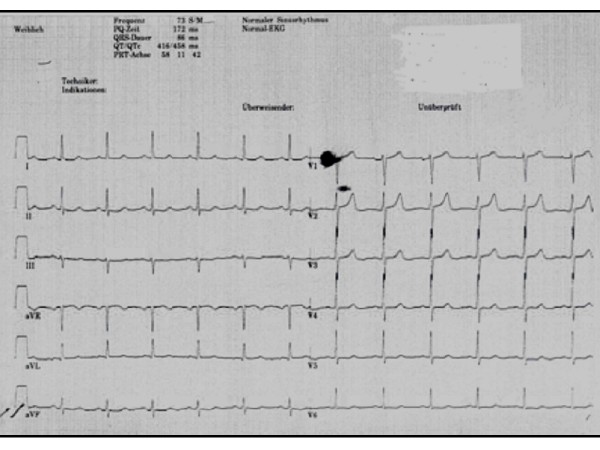 Weiblich
Frequenz 73 S/M
PQ-Zeit 172 ms
QRS-Dauer 86 ms
QT/QTc 416/458 ms
PRT-Achse 58 11 42
Normaler Sinusrhythmus
Normal-EKG
Techniker:
Indikationen:
Überweisender:
Unüberprüft
I
V1
II
V2
III
V3
aVR
V4
aVL
V5
aVF
V6